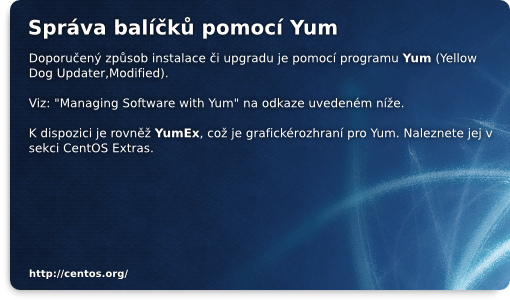 Správa balíčků pomocí Yum
Doporučený způsob instalace či upgradu je pomocí programu Yum (Yellow
Dog Updater,Modified).
Viz: "Managing Software with Yum" na odkaze uvedeném níže.
K dispozici je rovněž YumEx, což je grafickérozhraní pro Yum. Naleznete jej v
sekci CentOS Extras.
http://centos.org/